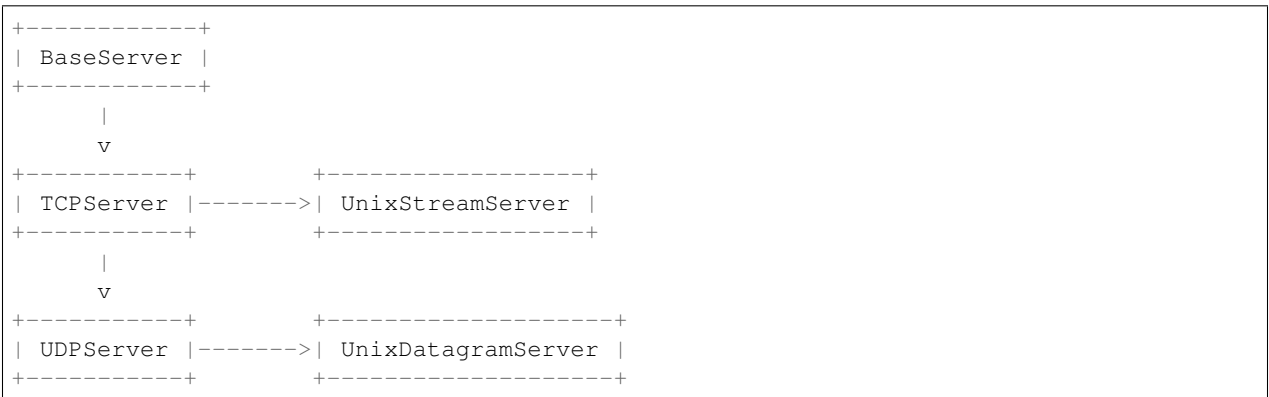 +------------+
| BaseServer |
+------------+
      |
      v
+-----------+        +------------------+
| TCPServer |------->| UnixStreamServer |
+-----------+        +------------------+
      |
      v
+-----------+        +--------------------+
| UDPServer |------->| UnixDatagramServer |
+-----------+        +--------------------+